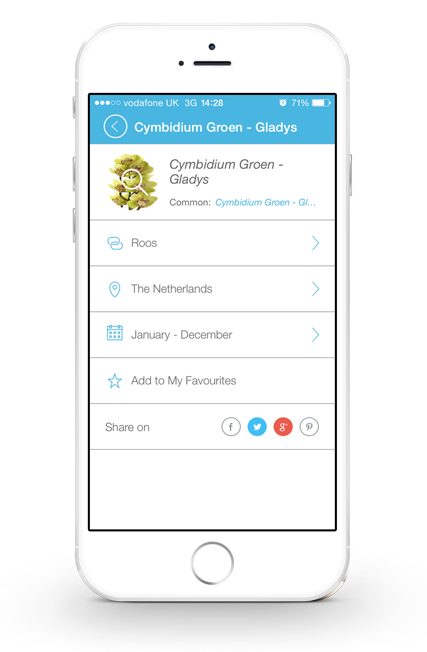 vodafone UK 3G 14:28 71%
Cymbidium Groen - Gladys
Cymbidium Groen -
Gladys
Common: Cymbidium Groen - Gl...
Roos
The Netherlands
January - December
Add to My Favourites
Share on